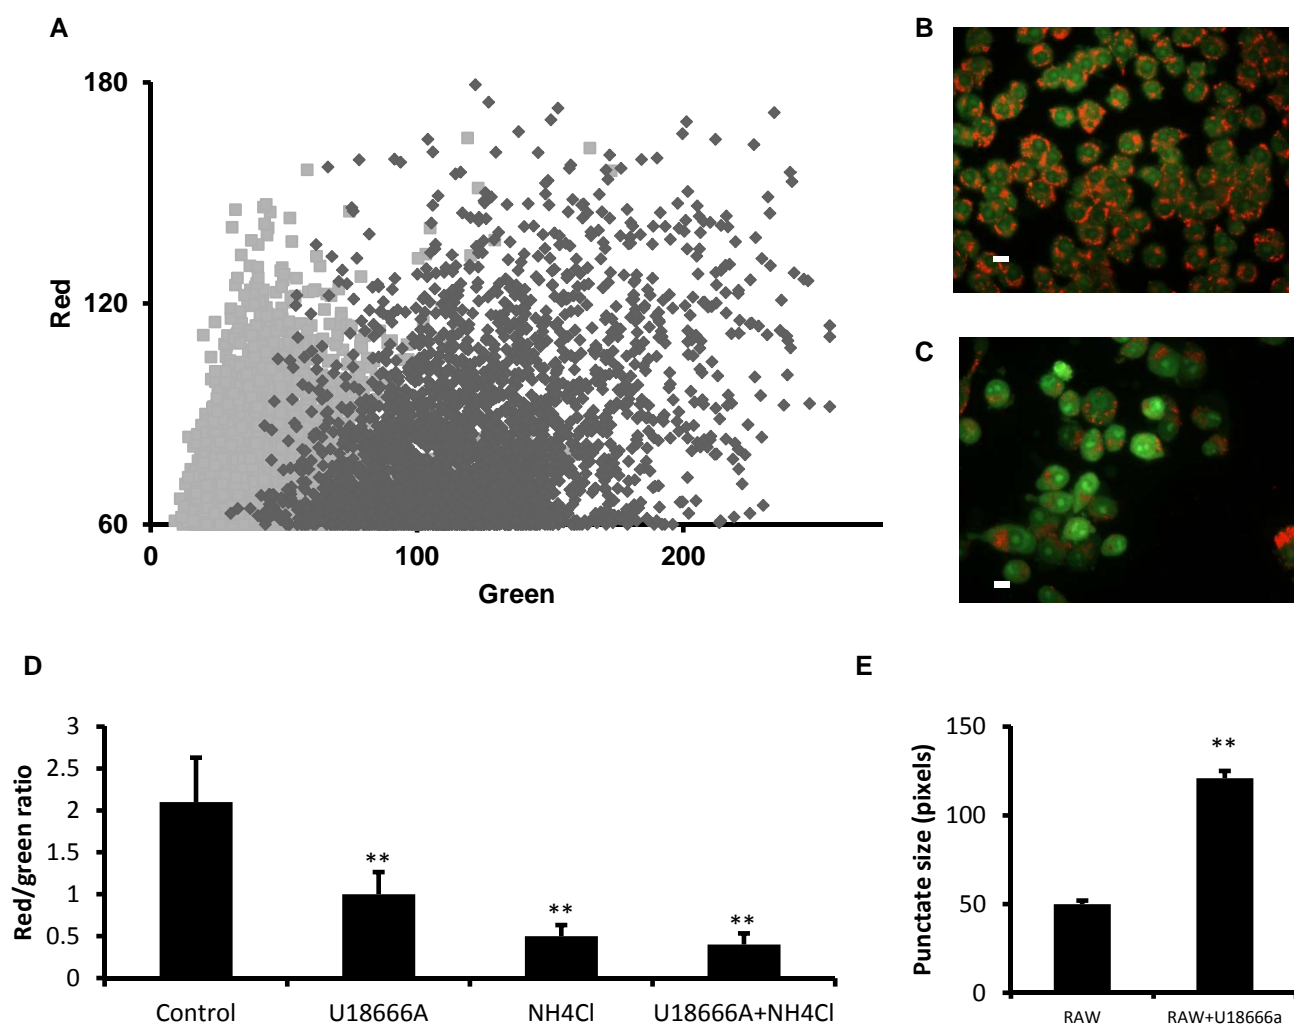 A
180
120
60
Red
0 100 200
Green
B
C
D
3
2.5
2
1.5
1
0.5
0
Red/green ratio
**
**
**
Control U18666A NH4Cl U18666A+NH4Cl
E
150
100
50
0
Punctate size (pixels)
**
RAW RAW+U18666a